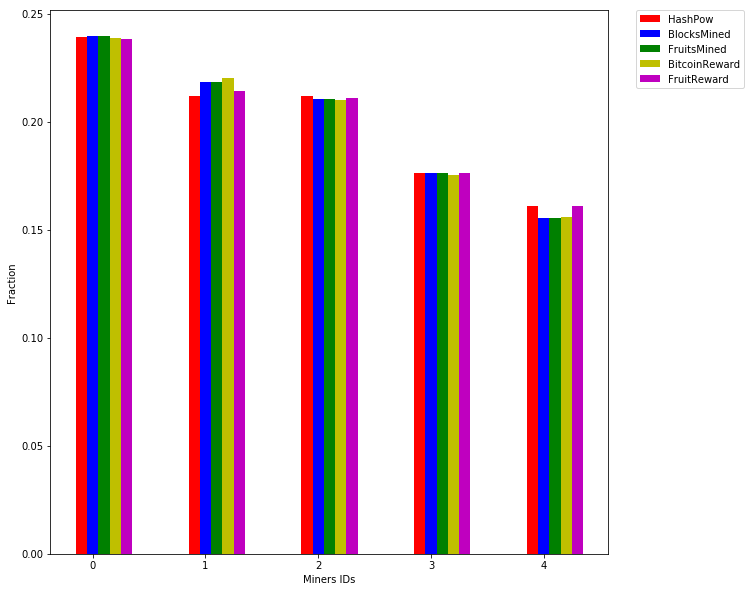 0.25
0.20
0.15
0.10
0.05
0.00
Fraction
0
1
2
3
4
Miners IDs
HashPow
BlocksMined
FruitsMined
BitcoinReward
FruitReward